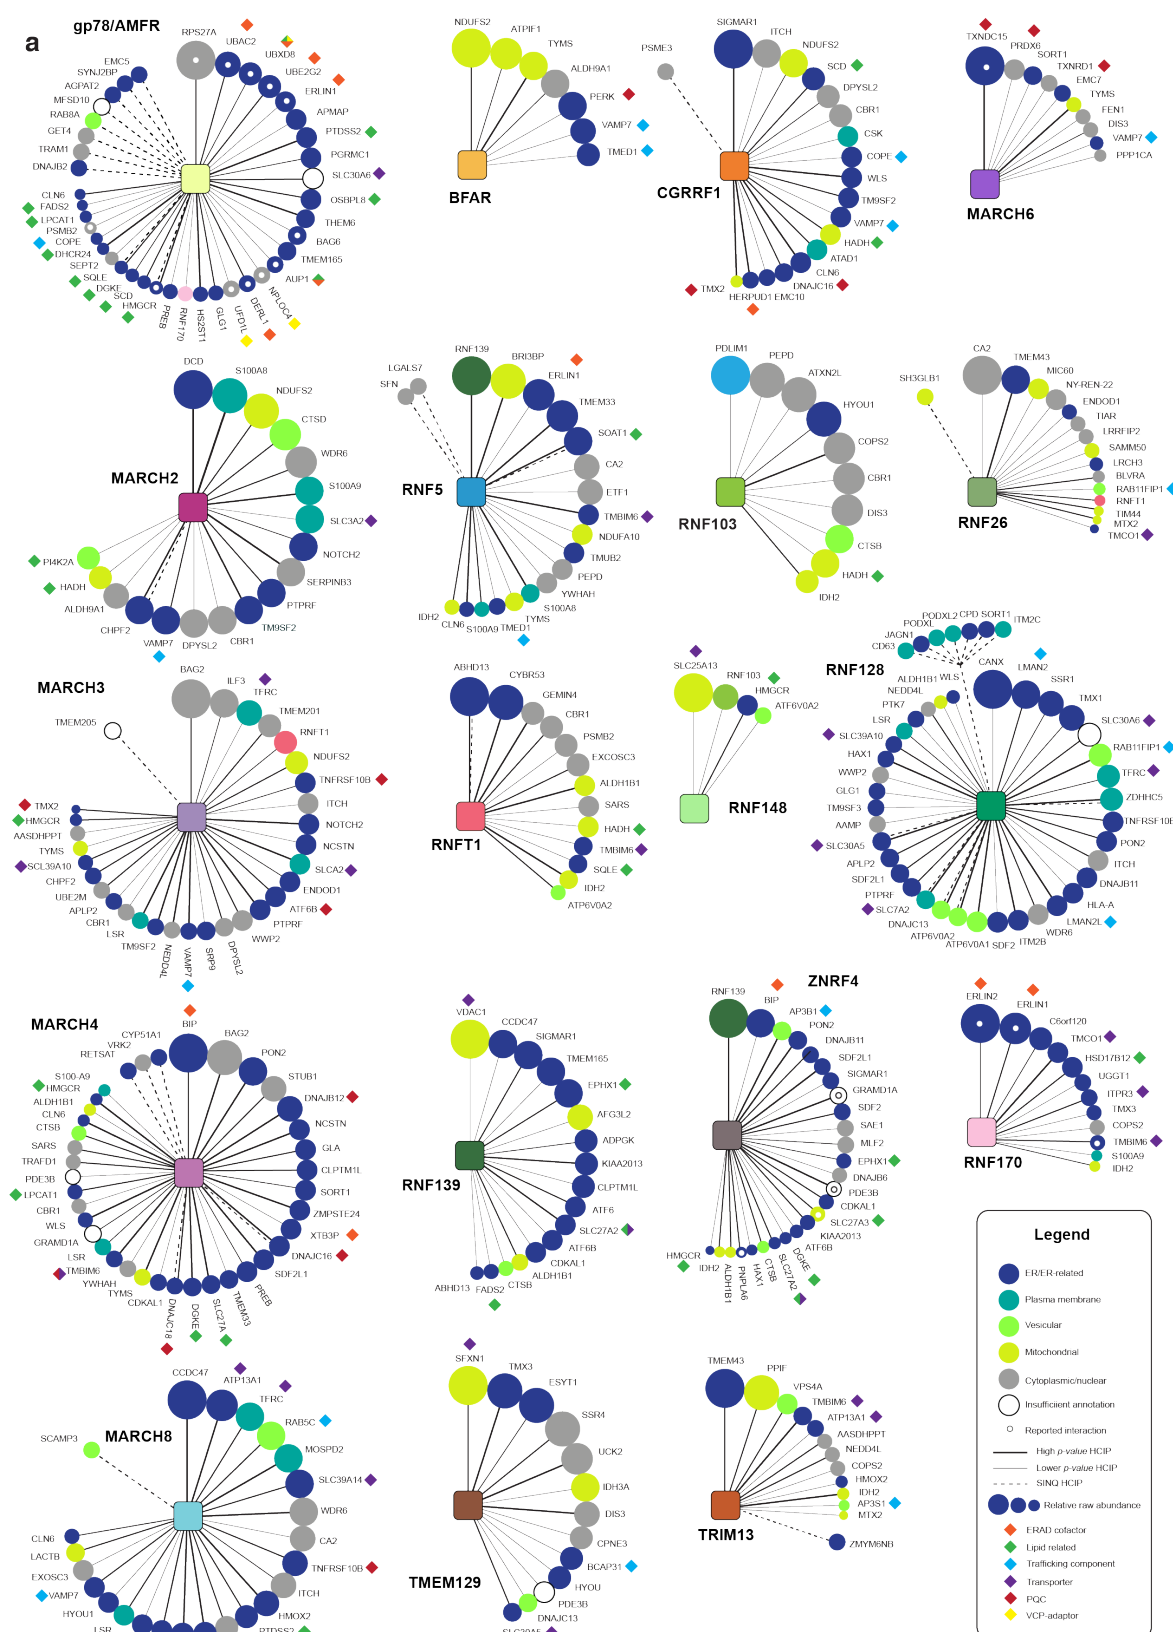 a
gp78/AMFR
RPS27A
UBAC2
UBXD8
UBE2G2
ERLIN1
APMAP
PTDSS2
PGRMC1
SLC30A6
OSBPL8
THEM6
BAG6
TMEM165
AUP1
NPLOC4
DERL1
UFD1L
GLG1
HS2ST1
RNF170
PREB
HMGCR
SCD
DGKE
SQLE
SEPT2
DHCR24
COPE
PSMB2
LPCAT1
FADS2
CLN6
DNAJB2
TRAM1
GET4
RAB8A
MFSD10
AGPAT2
SYNJ2BP
EMC5
BFAR
NDUFS2
ATPIF1
TYMS
ALDH9A1
PERK
VAMP7
TMED1
CGRRF1
PSME3
SIGMAR1
ITCH
NDUFS2
SCD
DPYSL2
CBR1
CSK
COPE
WLS
TM9SF2
VAMP7
HADH
ATAD1
CLN6
DNAJC16
EMC10
HERPUD1
TMX2
MARCH6
TXNDC15
PRDX6
SORT1
TXNRD1
EMC7
TYMS
FEN1
DIS3
VAMP7
PPP1CA
MARCH2
DCD
S100A8
NDUFS2
CTSD
WDR6
S100A9
SLC3A2
NOTCH2
SERPINB3
PTPRF
TM9SF2
CBR1
DPYSL2
VAMP7
CHPF2
ALDH9A1
HADH
PI4K2A
RNF5
LGALS7
SFN
RNF139
BRI3BP
ERLIN1
TMEM33
SOAT1
CA2
ETF1
TMBIM6
NDUFA10
TMUB2
PEPD
YWHAH
S100A8
TYMS
TMED1
S100A9
CLN6
IDH2
RNF103
PDLIM1
PEPD
ATXN2L
HYOU1
COPS2
CBR1
DIS3
CTSB
HADH
IDH2
RNF26
SH3GLB1
CA2
TMEM43
MIC60
NY-REN-22
ENDOD1
TIAR
LRRFIP2
SAMM50
LRCH3
BLVRA
RAB11FIP1
RNFT1
TIM44
MTX2
TMCO1
MARCH3
TMEM205
BAG2
ILF3
TFRC
TMEM201
RNFT1
NDUFS2
TNFRSF10B
ITCH
NOTCH2
NCSTN
SLCA2
ENDOD1
ATF6B
PTPRF
WWP2
DPYSL2
SRP9
VAMP7
NEDD4L
TM9SF2
LSR
CBR1
APLP2
UBE2M
CHPF2
SCL39A10
TYMS
AASDHPPT
HMGCR
TMX2
RNFT1
ABHD13
CYBR53
GEMIN4
CBR1
PSMB2
EXCOSC3
ALDH1B1
SARS
HADH
TMBIM6
SQLE
IDH2
ATP6V0A2
RNF148
SLC25A13
RNF103
HMGCR
ATF6V0A2
RNF128
CD63
JAGN1
PODXL
PODXL2
CPD
SORT1
ITM2C
CANX
LMAN2
SSR1
TMX1
SLC30A6
RAB11FIP1
TFRC
ZDHHC5
TNFRSF10E
PON2
ITCH
DNAJB11
HLA-A
LMAN2L
WDR6
ITM2B
SDF2
ATP6V0A1
ATP6V0A2
DNAJC13
SLC7A2
PTPRF
SDF2L1
APLP2
SLC30A5
AAMP
TM9SF3
GLG1
WWP2
HAX1
SLC39A10
LSR
PTK7
NEDD4L
ALDH1B1
WLS
MARCH4
BIP
BAG2
PON2
STUB1
DNAJB12
NCSTN
GLA
CLPTM1L
SORT1
ZMPSTE24
XTB3P
DNAJC16
SDF2L1
PREB
TMEM33
SLC27A
DGKE
DNAJC18
CDKAL1
TYMS
YWHAH
TMBIM6
LSR
GRAMD1A
WLS
CBR1
LPCAT1
PDE3B
TRAFD1
SARS
CTSB
CLN6
ALDH1B1
HMGCR
S100-A9
RETSAT
VRK2
CYP51A1
RNF139
VDAC1
CCDC47
SIGMAR1
TMEM165
EPHX1
AFG3L2
ADPGK
KIAA2013
CLPTM1L
ATF6
SLC27A2
ATF6B
CDKAL1
ALDH1B1
CTSB
FADS2
ABHD13
ZNRF4
RNF139
BIP
AP3B1
PON2
DNAJB11
SDF2L1
SIGMAR1
GRAMD1A
SDF2
SAE1
MLF2
EPHX1
DNAJB6
PDE3B
CDKAL1
SLC27A3
KIAA2013
ATF6B
DGKE
SLC27A2
CTSB
HAX1
PNPLA6
ALDH1B1
IDH2
HMGCR
RNF170
ERLIN2
ERLIN1
C6orf120
TMCO1
HSD17B12
UGGT1
ITPR3
TMX3
COPS2
TMBIM6
S100A9
IDH2
MARCH8
SCAMP3
CCDC47
ATP13A1
TFRC
RAB5C
MOSPD2
SLC39A14
WDR6
CA2
TNFRSF10B
ITCH
HMOX2
PTDSS2
LSR
HYOU1
VAMP7
EXOSC3
LACTB
CLN6
TMEM129
SFXN1
TMX3
ESYT1
SSR4
UCK2
IDH3A
DIS3
CPNE3
BCAP31
HYOU
PDE3B
DNAJC13
SLC30A5
TRIM13
TMEM43
PPIF
VPS4A
TMBIM6
ATP13A1
AASDHPPT
NEDD4L
COPS2
HMOX2
IDH2
AP3S1
MTX2
ZMYM6NB
Legend
ER/ER-related
Plasma membrane
Vesicular
Mitochondrial
Cytoplasmic/nuclear
Insufficient annotation
Reported interaction
High p-value HCIP
Lower p-value HCIP
SINQ HCIP
Relative raw abundance
ERAD cofactor
Lipid related
Trafficking component
Transporter
PQC
VCP-adaptor